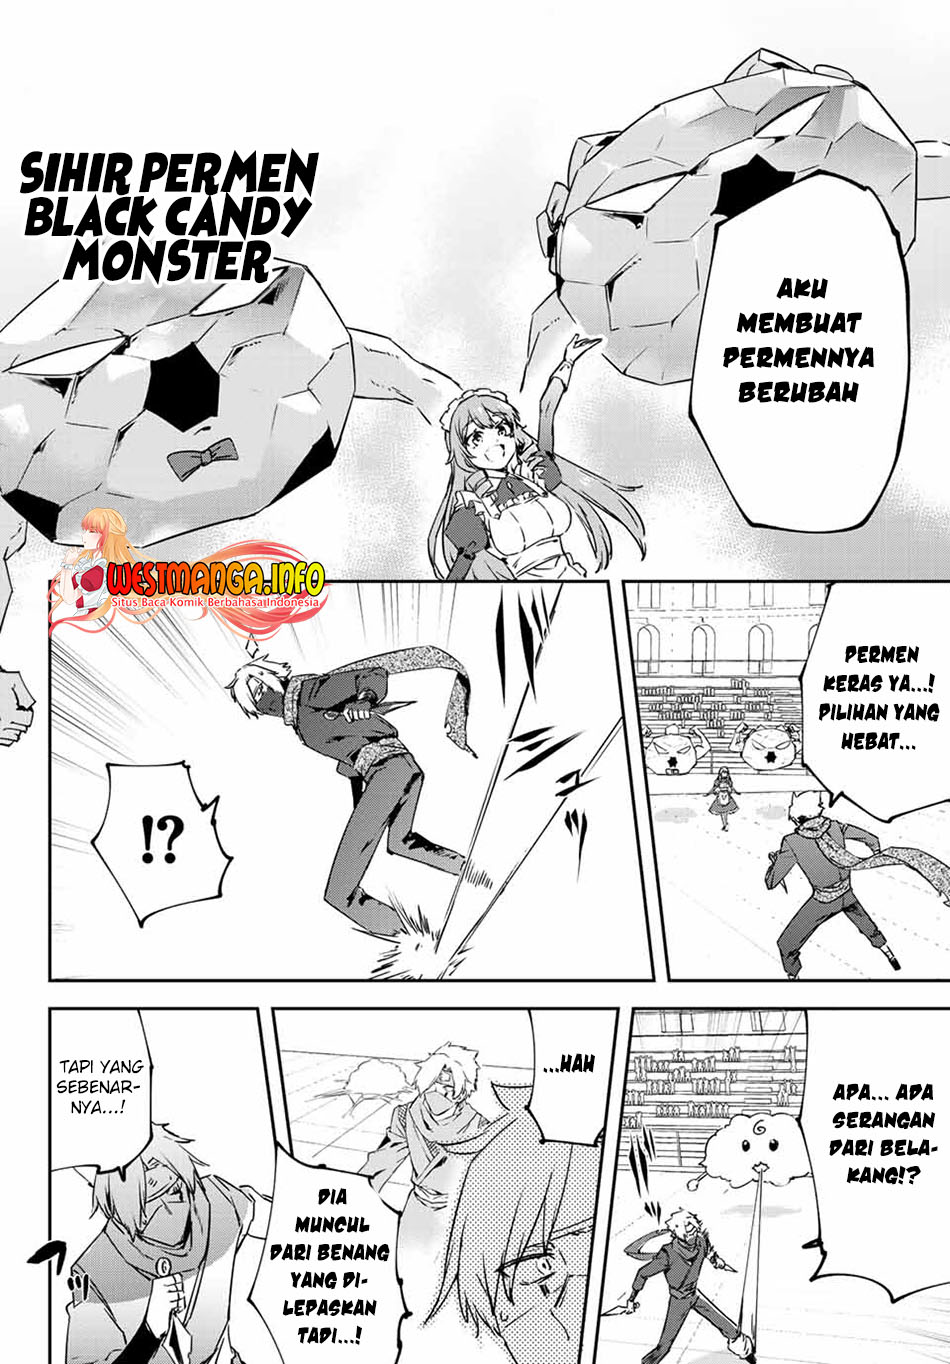 SIHIR PERMEN
BLACK CANDY
MONSTER
AKU
MEMBUAT
PERMENNYA
BERUBAH
WESTMANGA.INFO
Situs Baca Komik Berbahasa Indonesia
PERMEN
KERAS YA...!
PILIHAN YANG
HEBAT...
!?
APA... ADA
SERANGAN
DARI BELA-
KANG!?
...HAH
DIA
MUNCUL
DARI BENANG
YANG DI-
LEPASKAN
TADI...!
TAPI YANG
SEBENAR-
NYA...!